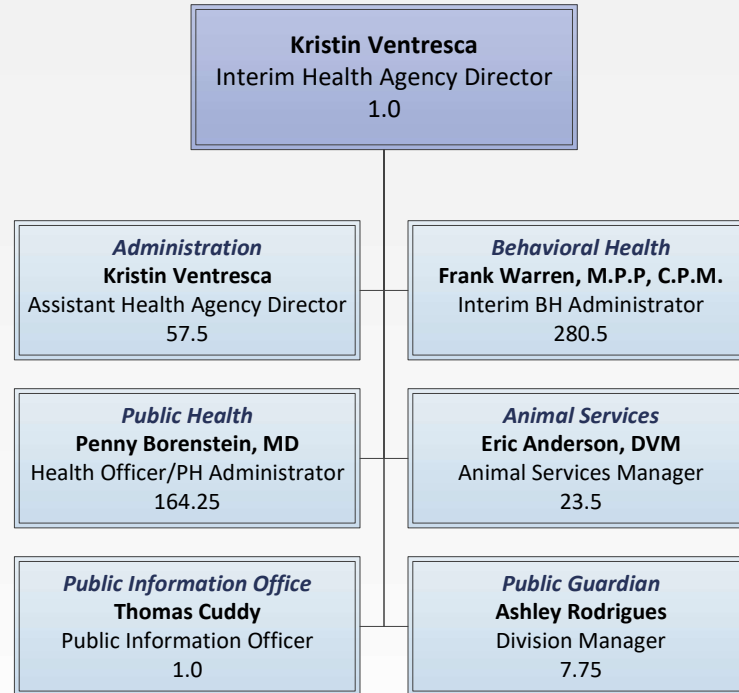 Kristin Ventresca
Interim Health Agency Director
1.0
Administration
Kristin Ventresca
Assistant Health Agency Director
57.5
Behavioral Health
Frank Warren, M.P.P, C.P.M.
Interim BH Administrator
280.5
Public Health
Penny Borenstein, MD
Health Officer/PH Administrator
164.25
Animal Services
Eric Anderson, DVM
Animal Services Manager
23.5
Public Information Office
Thomas Cuddy
Public Information Officer
1.0
Public Guardian
Ashley Rodrigues
Division Manager
7.75